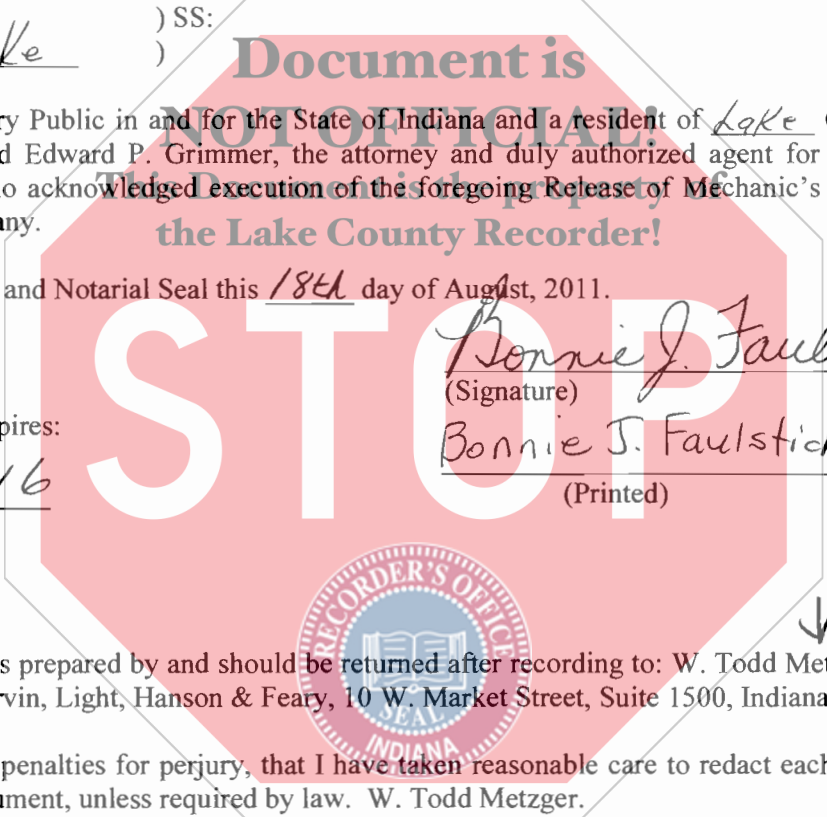 ) SS:
ke )
Document is
NOT OFFICIAL!
ry Public in and for the State of Indiana and a resident of Lake
d Edward P. Grimmer, the attorney and duly authorized agent for
o acknowledged execution of the foregoing Release of Mechanic's
This Document is the property of
any.
the Lake County Recorder!
and Notarial Seal this 18th day of August, 2011.
STOP
Bonnie J. Faul
(Signature)
pires:
Bonnie J. Faulstich
16
(Printed)
RECORDER'S OFFICE
SEAL
INDIANA
s prepared by and should be returned after recording to: W. Todd Met
rvin, Light, Hanson & Feary, 10 W. Market Street, Suite 1500, Indiana
penalties for perjury, that I have taken reasonable care to redact each
ument, unless required by law. W. Todd Metzger.